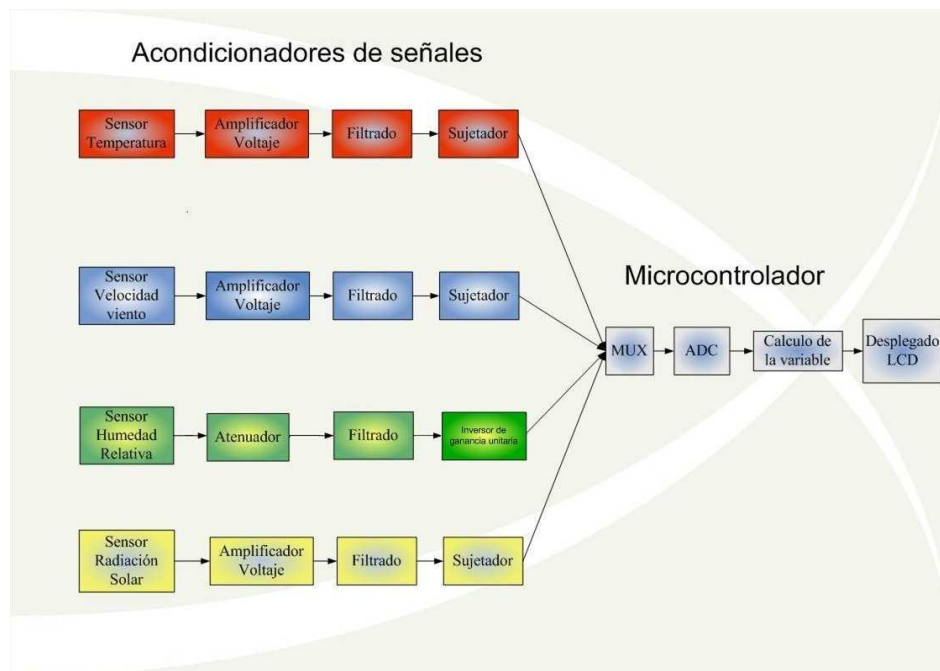 Acondicionadores de señales
Sensor
Temperatura
Amplificador
Voltaje
Filtrado
Sujetador
Sensor
Velocidad
viento
Amplificador
Voltaje
Filtrado
Sujetador
Sensor
Humedad
Relativa
Atenuador
Filtrado
Inversor de
ganancia unitaria
Sensor
Radiación
Solar
Amplificador
Voltaje
Filtrado
Sujetador
Microcontrolador
MUX
ADC
Calculo de
la variable
Desplegado
LCD